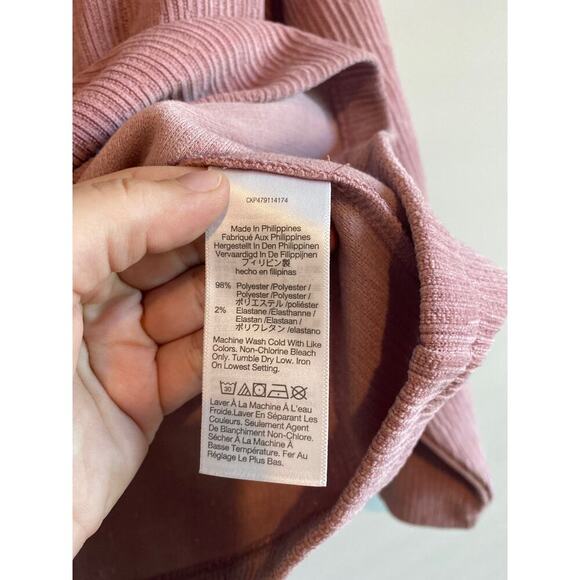 CKP479114174
Made In Philippines
Fabriqué Aux Philippines
Hergestellt In Den Philippinen
Vervaardigd In De Filippijnen
フィリピン製
hecho en filipinas
98% Polyester /Polyester/
Polyester /Polyester/
ポリエステル /poliéster
2% Elastane /Elasthanne /
Elastan /Elastaan/
ポリウレタン /elastano
Machine Wash Cold With Like
Colors. Non-Chlorine Bleach
Only. Tumble Dry Low. Iron
On Lowest Setting.
30
Laver À La Machine À L'eau
Froide.Laver En Séparant Les
Couleurs. Seulement Agent
De Blanchiment Non-Chlore.
Sécher À La Machine À
Basse Température. Fer Au
Réglage Le Plus Bas.